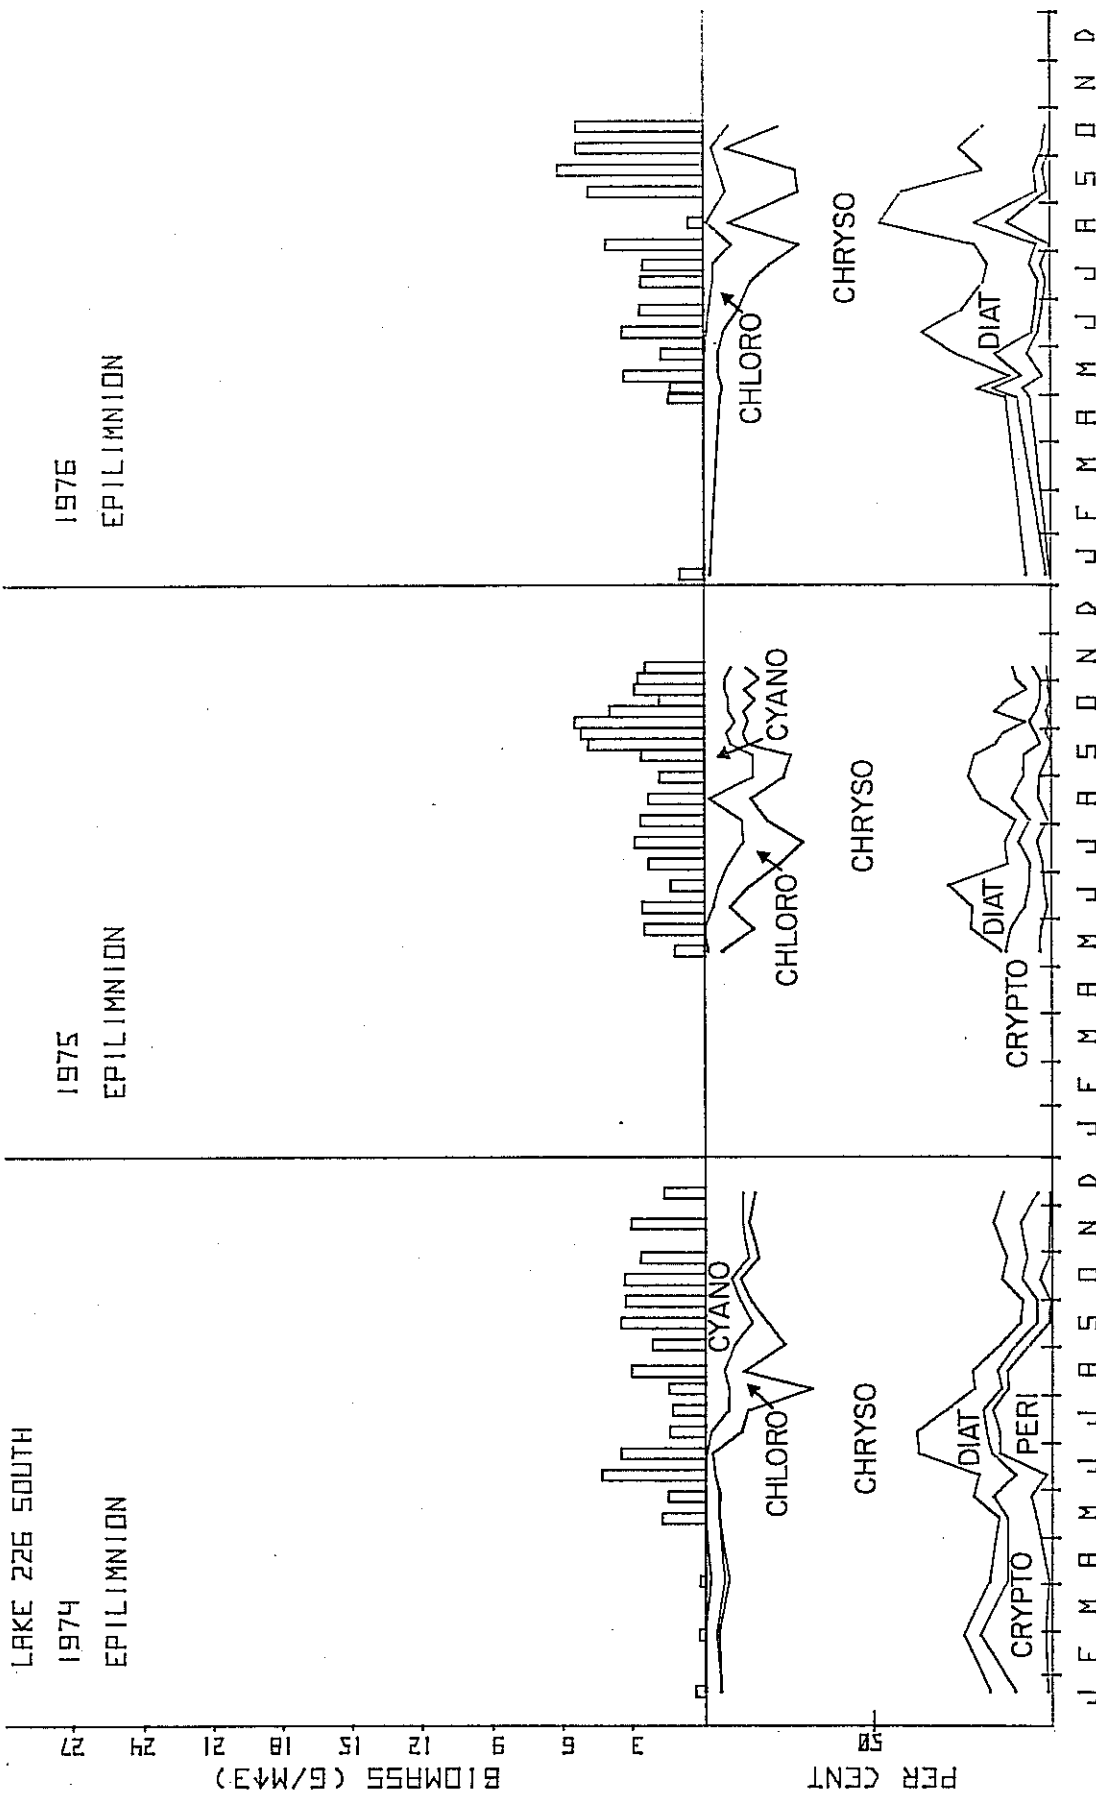 LAKE 226 SOUTH
1974
EPILIMNION
1975
EPILIMNION
1976
EPILIMNION
BIOMASS (G/M↑3)
27
24
21
18
15
12
9
6
3
PER CENT
50
CYANO
CHLORO
CHRYSO
DIAT
PERI
CRYPTO
CYANO
CHLORO
CHRYSO
DIAT
CRYPTO
CHLORO
CHRYSO
DIAT
J F M A M J J A S O N D J F M A M J J A S O N D J F M A M J J A S O N D